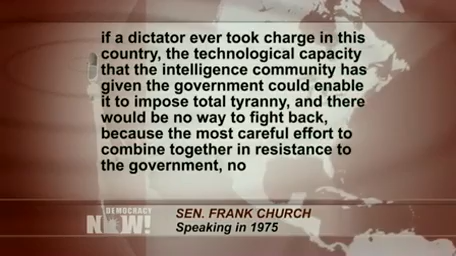 if a dictator ever took charge in this
country, the technological capacity
that the intelligence community has
given the government could enable
it to impose total tyranny, and there
would be no way to fight back,
because the most careful effort to
combine together in resistance to
the government, no
DEMOCRACY
NOW!
SEN. FRANK CHURCH
Speaking in 1975